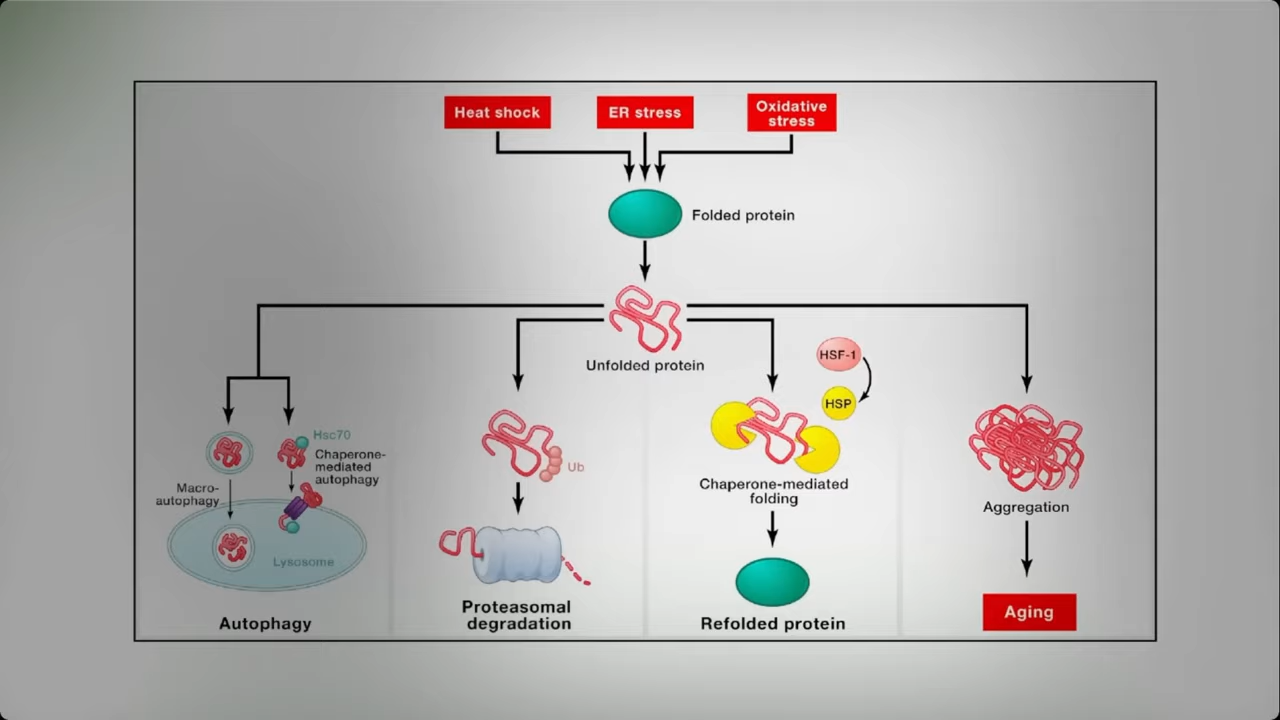 Heat shock
ER stress
Oxidative
stress
Folded protein
Unfolded protein
HSF-1
HSP
Hsc70
Chaperone-
mediated
autophagy
Macro-
autophagy
Lysosome
Autophagy
Ub
Proteasomal
degradation
Chaperone-mediated
folding
Refolded protein
Aggregation
Aging